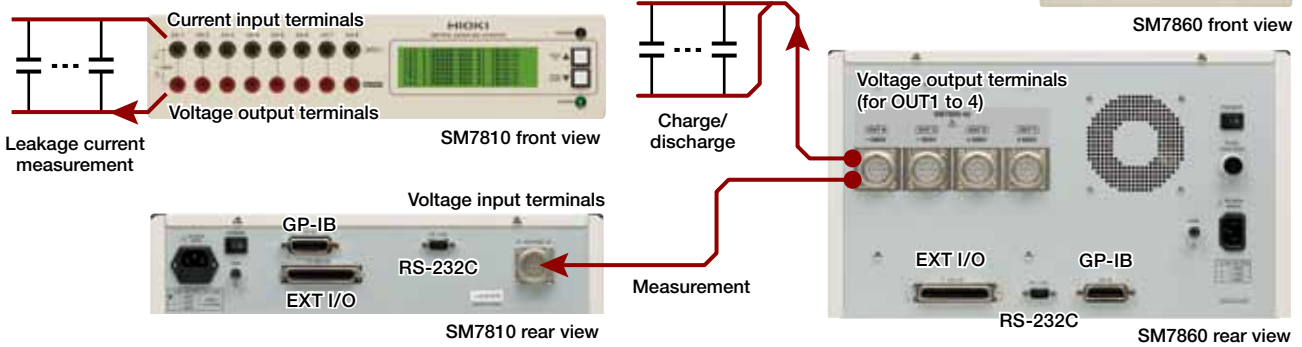 Current input terminals
HIOKI
Voltage output terminals
SM7810 front view
Leakage current
measurement
Charge/
discharge
SM7860 front view
Voltage output terminals
(for OUT1 to 4)
Voltage input terminals
GP-IB
RS-232C
EXT I/O
SM7810 rear view
Measurement
EXT I/O
GP-IB
RS-232C
SM7860 rear view